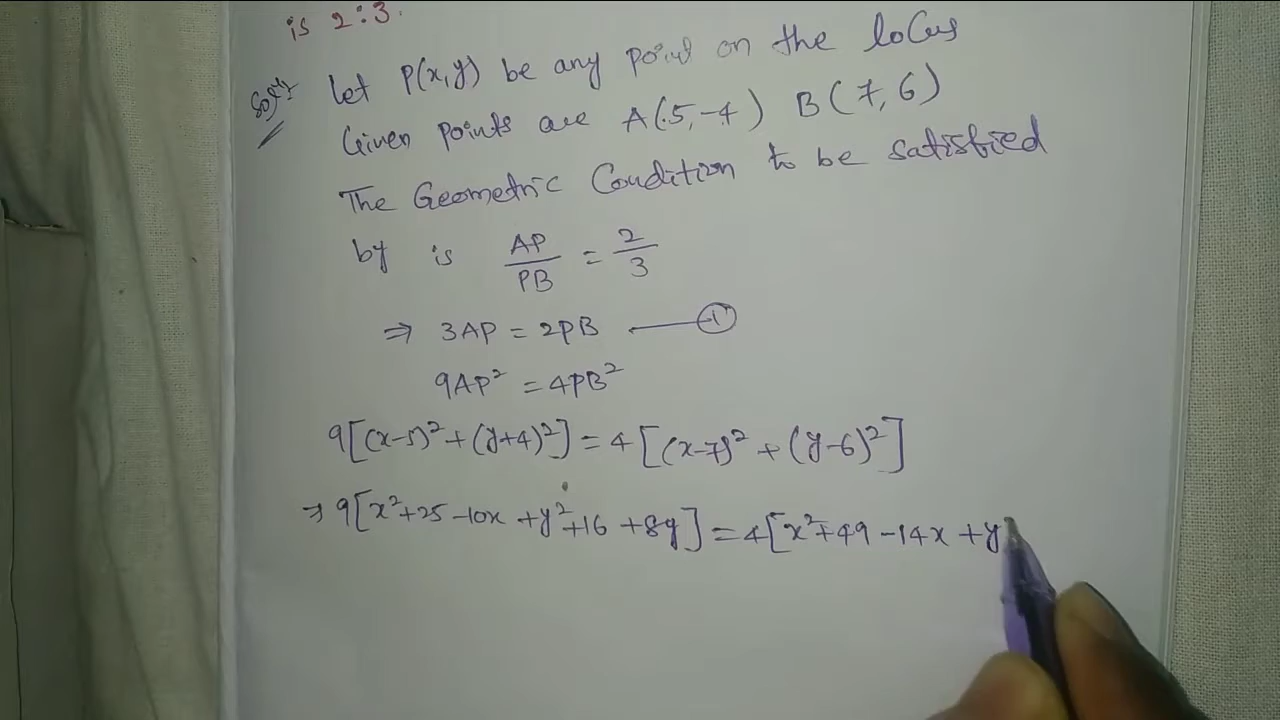 is 2:3.
Sol:- Let P(x,y) be any point on the locus
Given points are A(5,-4) B(7,6)
The Geometric Condition to be satisfied
by is AP/PB = 2/3
⇒ 3AP = 2PB — ①
9AP² = 4PB²
9[(x-5)²+(y+4)²] = 4[(x-7)²+(y-6)²]
⇒ 9[x²+25-10x+y²+16+8y] = 4[x²+49-14x+y